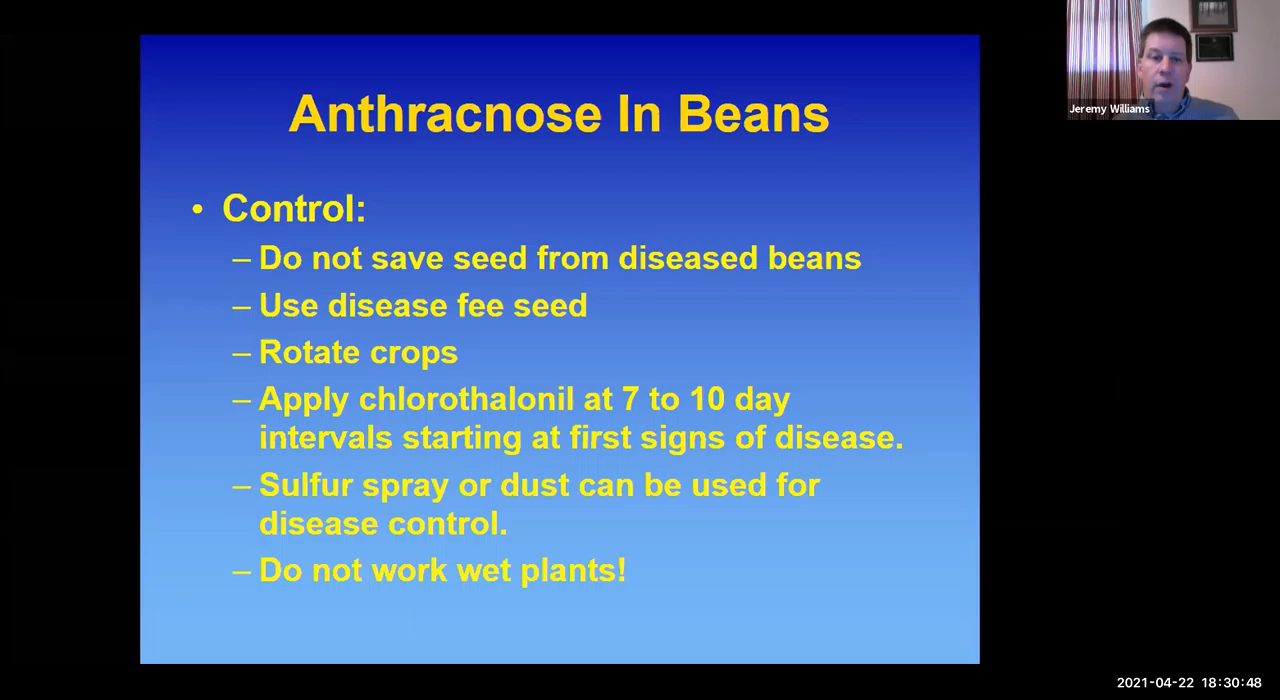 Anthracnose In Beans
• Control:
– Do not save seed from diseased beans
– Use disease fee seed
– Rotate crops
– Apply chlorothalonil at 7 to 10 day
intervals starting at first signs of disease.
– Sulfur spray or dust can be used for
disease control.
– Do not work wet plants!
Jeremy Williams
2021-04-22 18:30:48